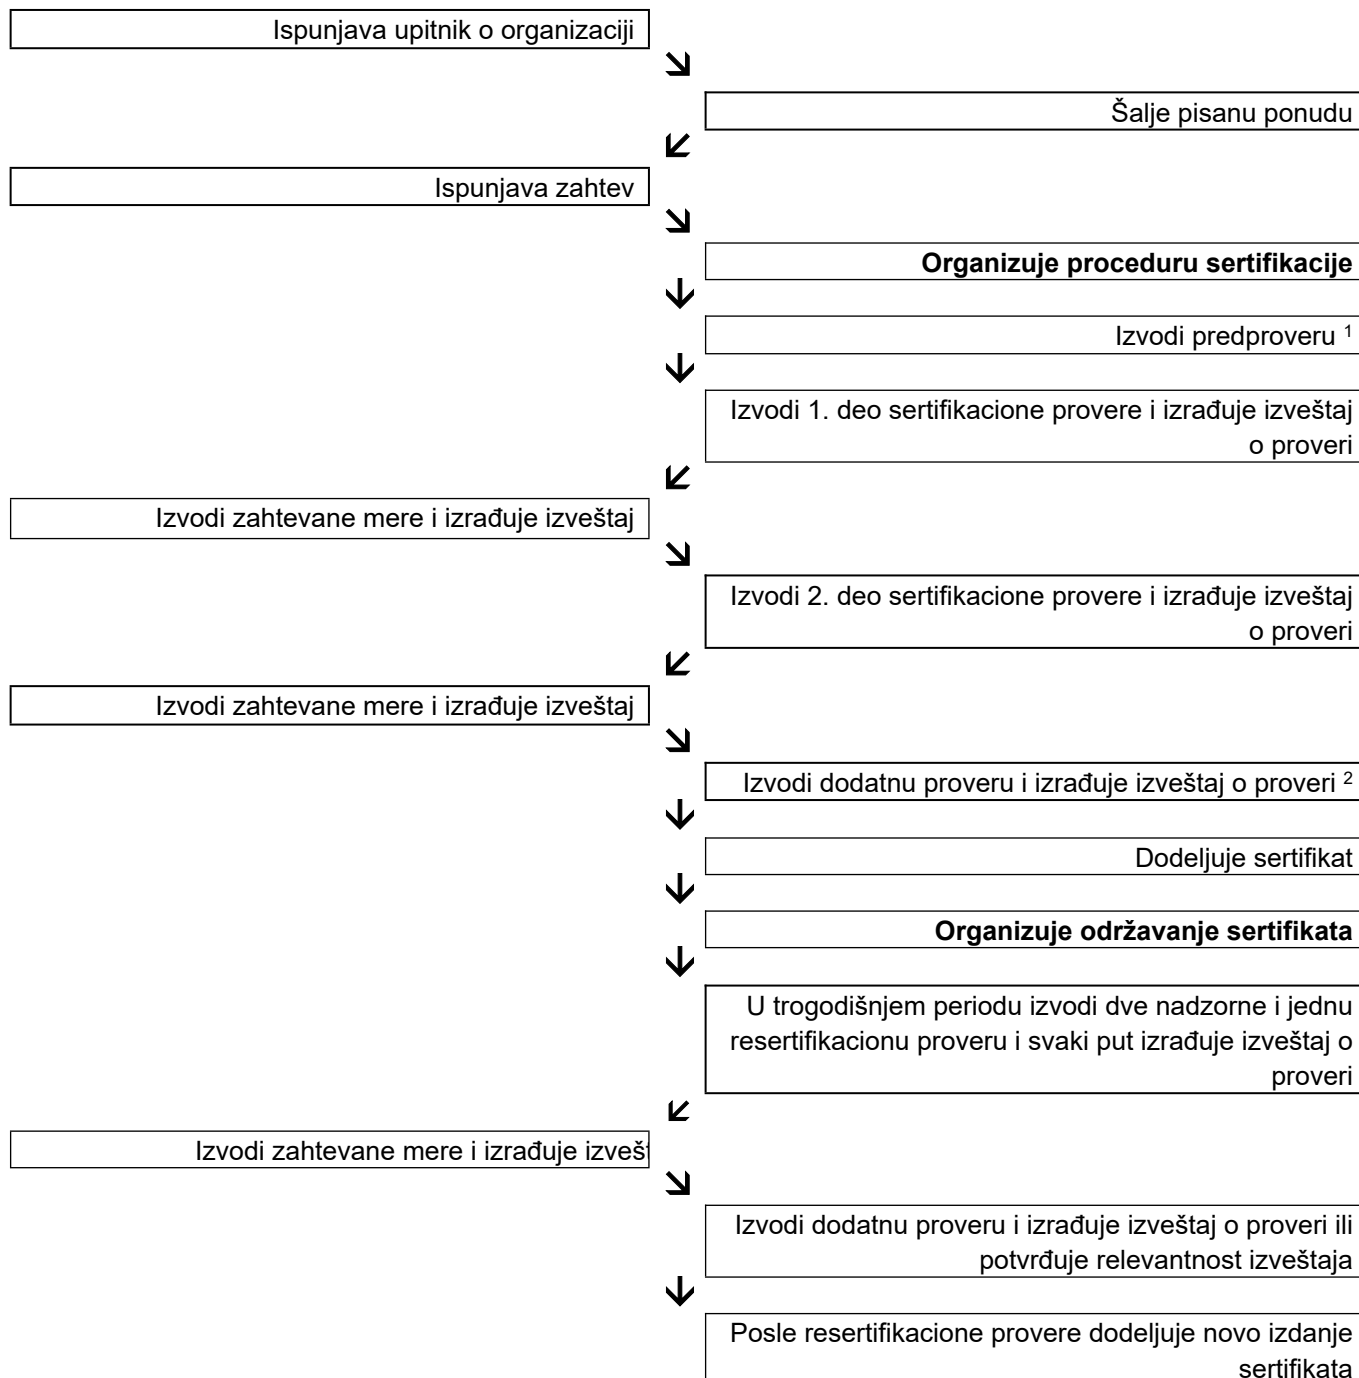 Ispunjava upitnik o organizaciji
Šalje pisanu ponudu
Ispunjava zahtev
Organizuje proceduru sertifikacije
Izvodi predproveru 1
Izvodi 1. deo sertifikacione provere i izrađuje izveštaj
o proveri
Izvodi zahtevane mere i izrađuje izveštaj
Izvodi 2. deo sertifikacione provere i izrađuje izveštaj
o proveri
Izvodi zahtevane mere i izrađuje izveštaj
Izvodi dodatnu proveru i izrađuje izveštaj o proveri 2
Dodeljuje sertifikat
Organizuje održavanje sertifikata
U trogodišnjem periodu izvodi dve nadzorne i jednu
resertifikacionu proveru i svaki put izrađuje izveštaj o
proveri
Izvodi zahtevane mere i izrađuje izvešt
Izvodi dodatnu proveru i izrađuje izveštaj o proveri ili
potvrđuje relevantnost izveštaja
Posle resertifikacione provere dodeljuje novo izdanje
sertifikata